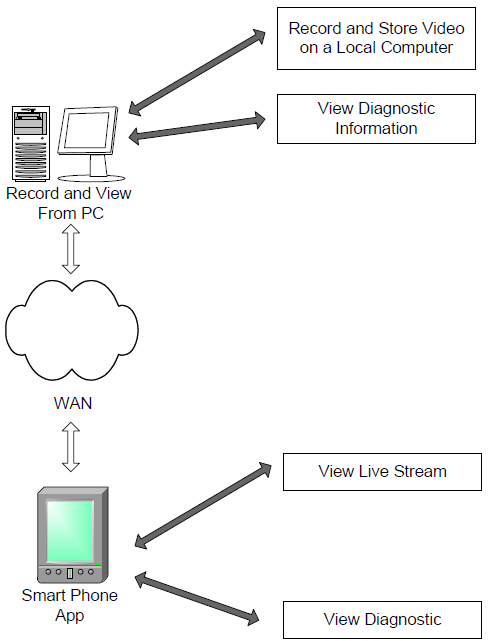 Record and Store Video
on a Local Computer
View Diagnostic
Information
Record and View
From PC
WAN
View Live Stream
Smart Phone
App
View Diagnostic